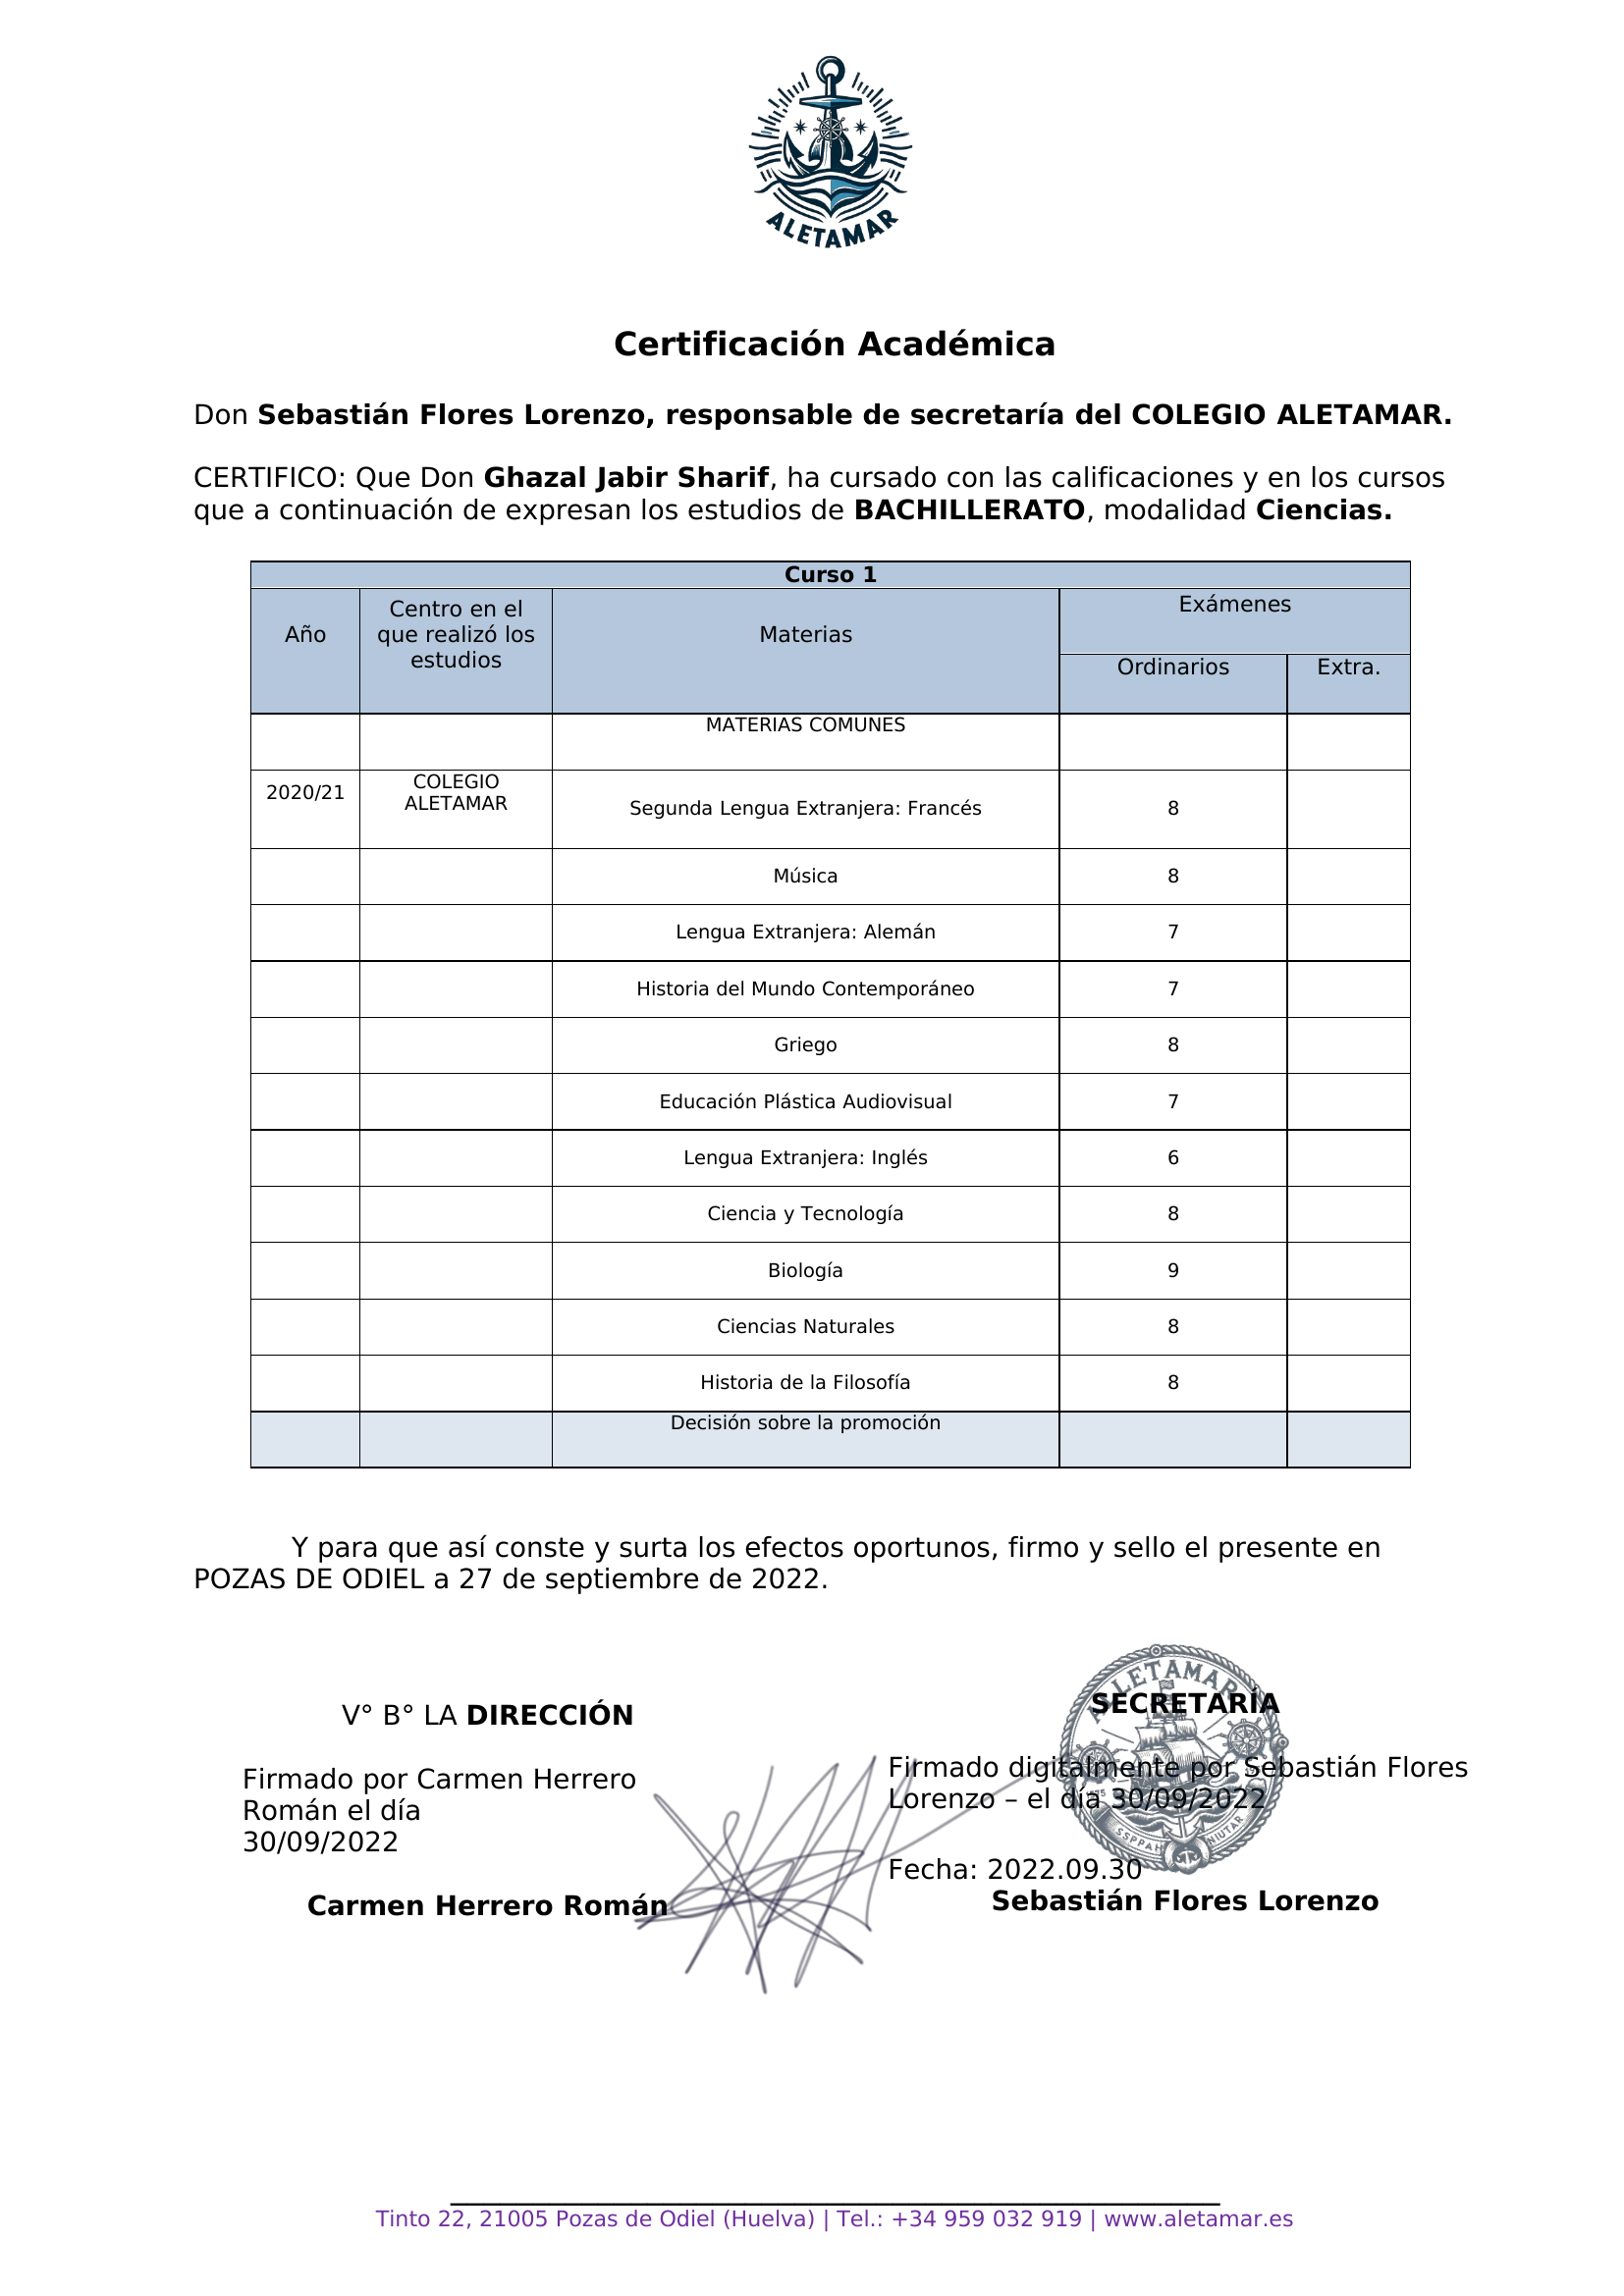 ALETAMAR
Certificación Académica
Don Sebastián Flores Lorenzo, responsable de secretaría del COLEGIO ALETAMAR.
CERTIFICO: Que Don Ghazal Jabir Sharif, ha cursado con las calificaciones y en los cursos
que a continuación de expresan los estudios de BACHILLERATO, modalidad Ciencias.
Curso 1
Año
Centro en el
que realizó los
estudios
Materias
Exámenes
Ordinarios
Extra.
MATERIAS COMUNES
2020/21
COLEGIO
ALETAMAR
Segunda Lengua Extranjera: Francés 8
Música 8
Lengua Extranjera: Alemán 7
Historia del Mundo Contemporáneo 7
Griego 8
Educación Plástica Audiovisual 7
Lengua Extranjera: Inglés 6
Ciencia y Tecnología 8
Biología 9
Ciencias Naturales 8
Historia de la Filosofía 8
Decisión sobre la promoción
Y para que así conste y surta los efectos oportunos, firmo y sello el presente en
POZAS DE ODIEL a 27 de septiembre de 2022.
V° B° LA DIRECCIÓN
Firmado por Carmen Herrero
Román el día
30/09/2022
Carmen Herrero Román
SECRETARÍA
Firmado digitalmente por Sebastián Flores
Lorenzo – el día 30/09/2022
Fecha: 2022.09.30
Sebastián Flores Lorenzo
SSPPAH NIUTAR
Tinto 22, 21005 Pozas de Odiel (Huelva) | Tel.: +34 959 032 919 | www.aletamar.es